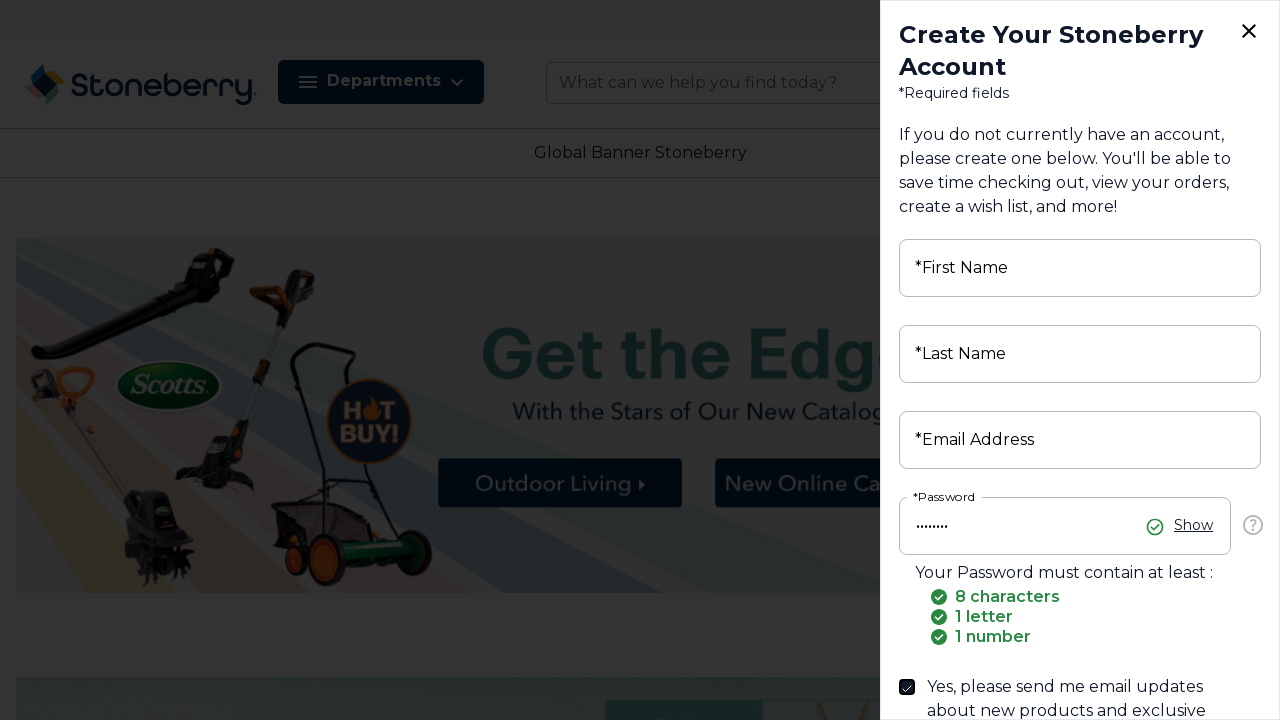 Create Your Stoneberry
Account
*Required fields
If you do not currently have an account,
please create one below. You'll be able to
save time checking out, view your orders,
create a wish list, and more!
*First Name
*Last Name
*Email Address
*Password
••••••••
Show
Your Password must contain at least :
8 characters
1 letter
1 number
Yes, please send me email updates
about new products and exclusive
Stoneberry
Departments
What can we help you find today?
Global Banner Stoneberry
Scotts
HOT
BUY!
Get the Edge
With the Stars of Our New Catalog
Outdoor Living
New Online Ca